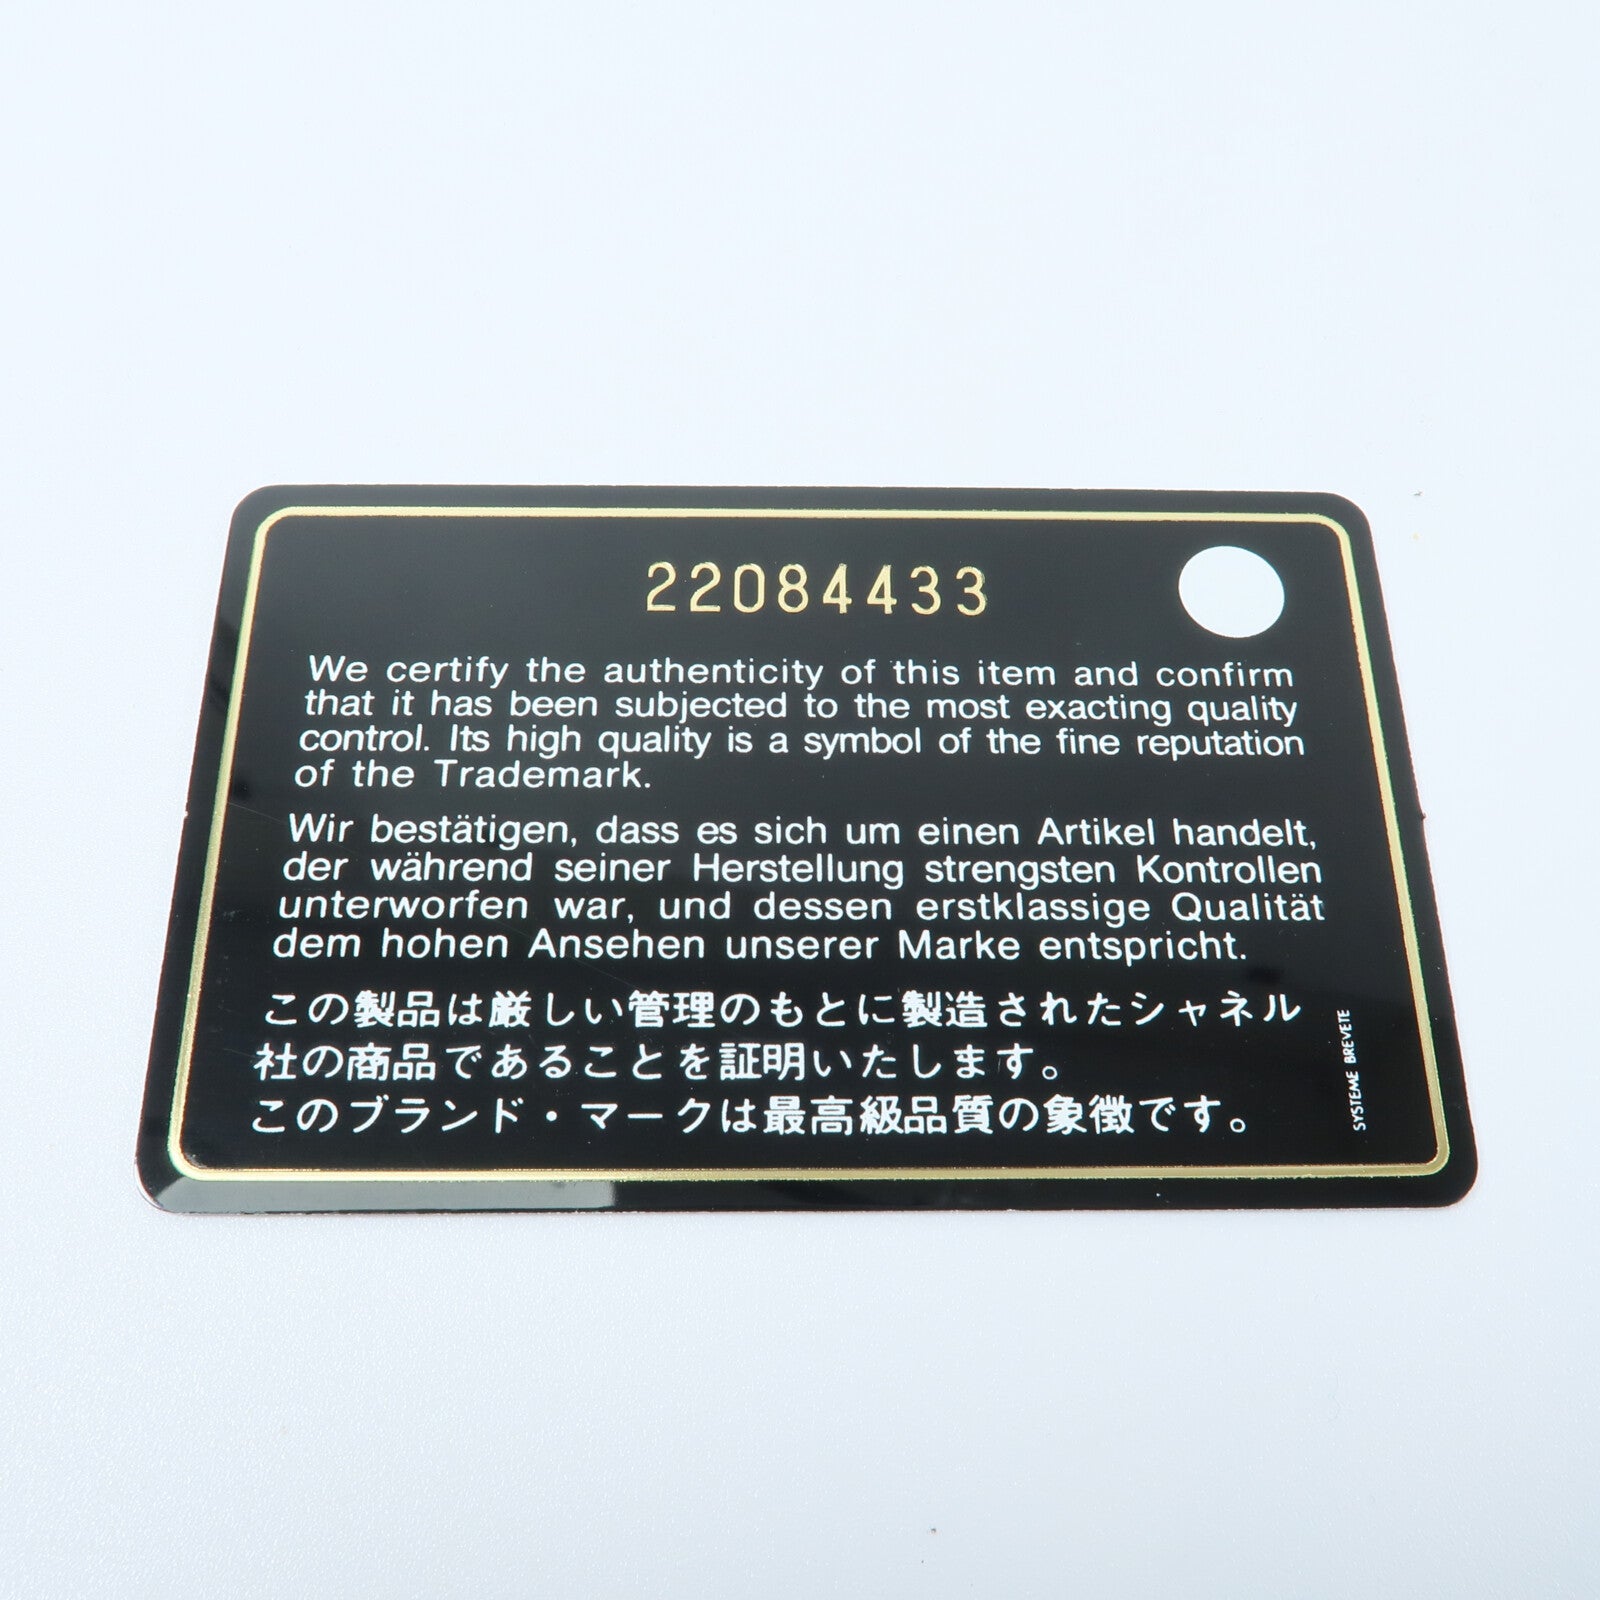 22084433
We certify the authenticity of this item and confirm
that it has been subjected to the most exacting quality
control. Its high quality is a symbol of the fine reputation
of the Trademark.
Wir bestätigen, dass es sich um einen Artikel handelt,
der während seiner Herstellung strengsten Kontrollen
unterworfen war, und dessen erstklassige Qualität
dem hohen Ansehen unserer Marke entspricht.
この製品は厳しい管理のもとに製造されたシャネル
社の商品であることを証明いたします。
このブランド・マークは最高級品質の象徴です。
SYSTEME BREVETE